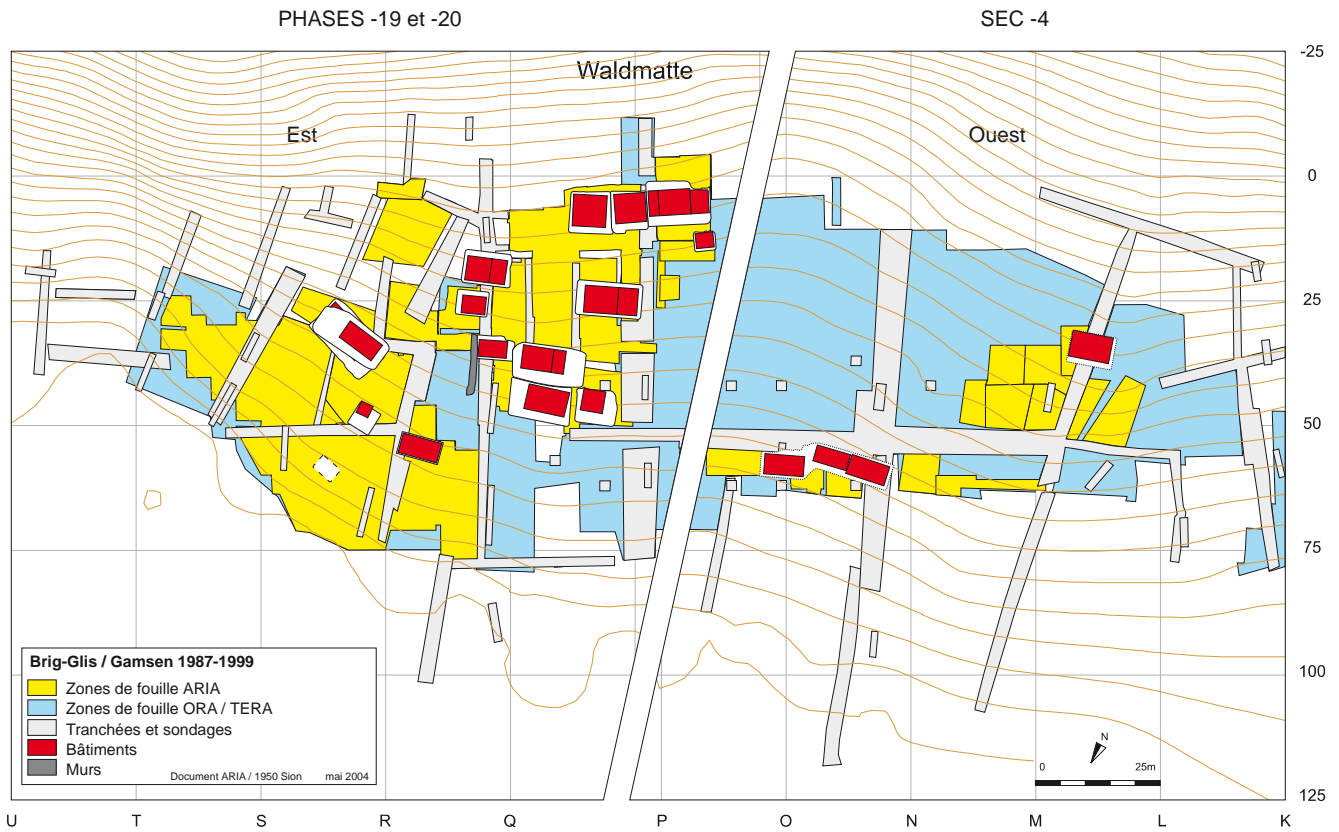 PHASES -19 et -20
SEC -4
Waldmatte
Est
Ouest
-25
0
25
50
75
100
125
Brig-Glis / Gamsen 1987-1999
Zones de fouille ARIA
Zones de fouille ORA / TERA
Tranchées et sondages
Bâtiments
Murs
Document ARIA / 1950 Sion mai 2004
N
0 25m
U T S R Q P O N M L K